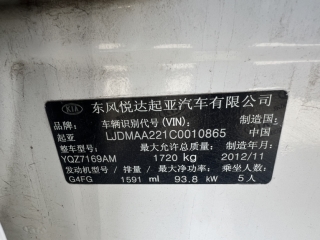 KIA 东风悦达起亚汽车有限公司
品牌: 车辆识别代号(VIN): 制造国:
起亚 LJDMAA221C0010865 中国
整车型号: 最大允许总质量: 制造年月:
YQZ7169AM 1720 kg 2012/11
发动机型号/排量/最大净功率: 乘坐人数:
G4FG 1591 ml 93.8 kW 5人